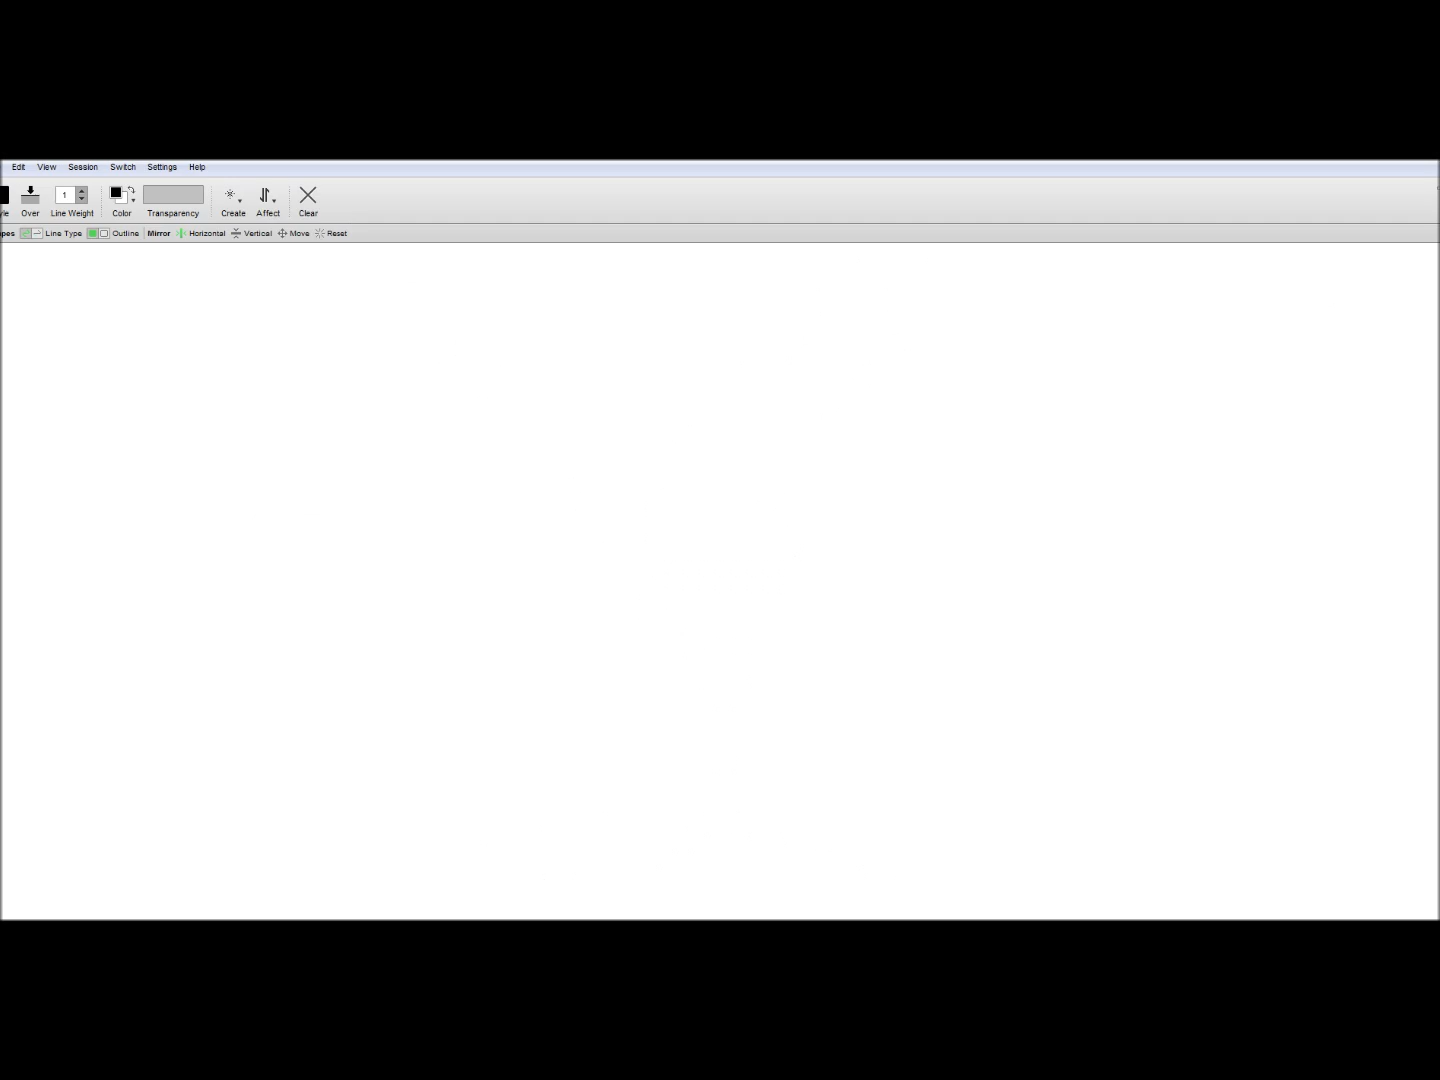 Edit View Session Switch Settings Help
1
Over Line Weight Color Transparency Create Affect Clear
Line Type Outline Mirror Horizontal Vertical Move Reset